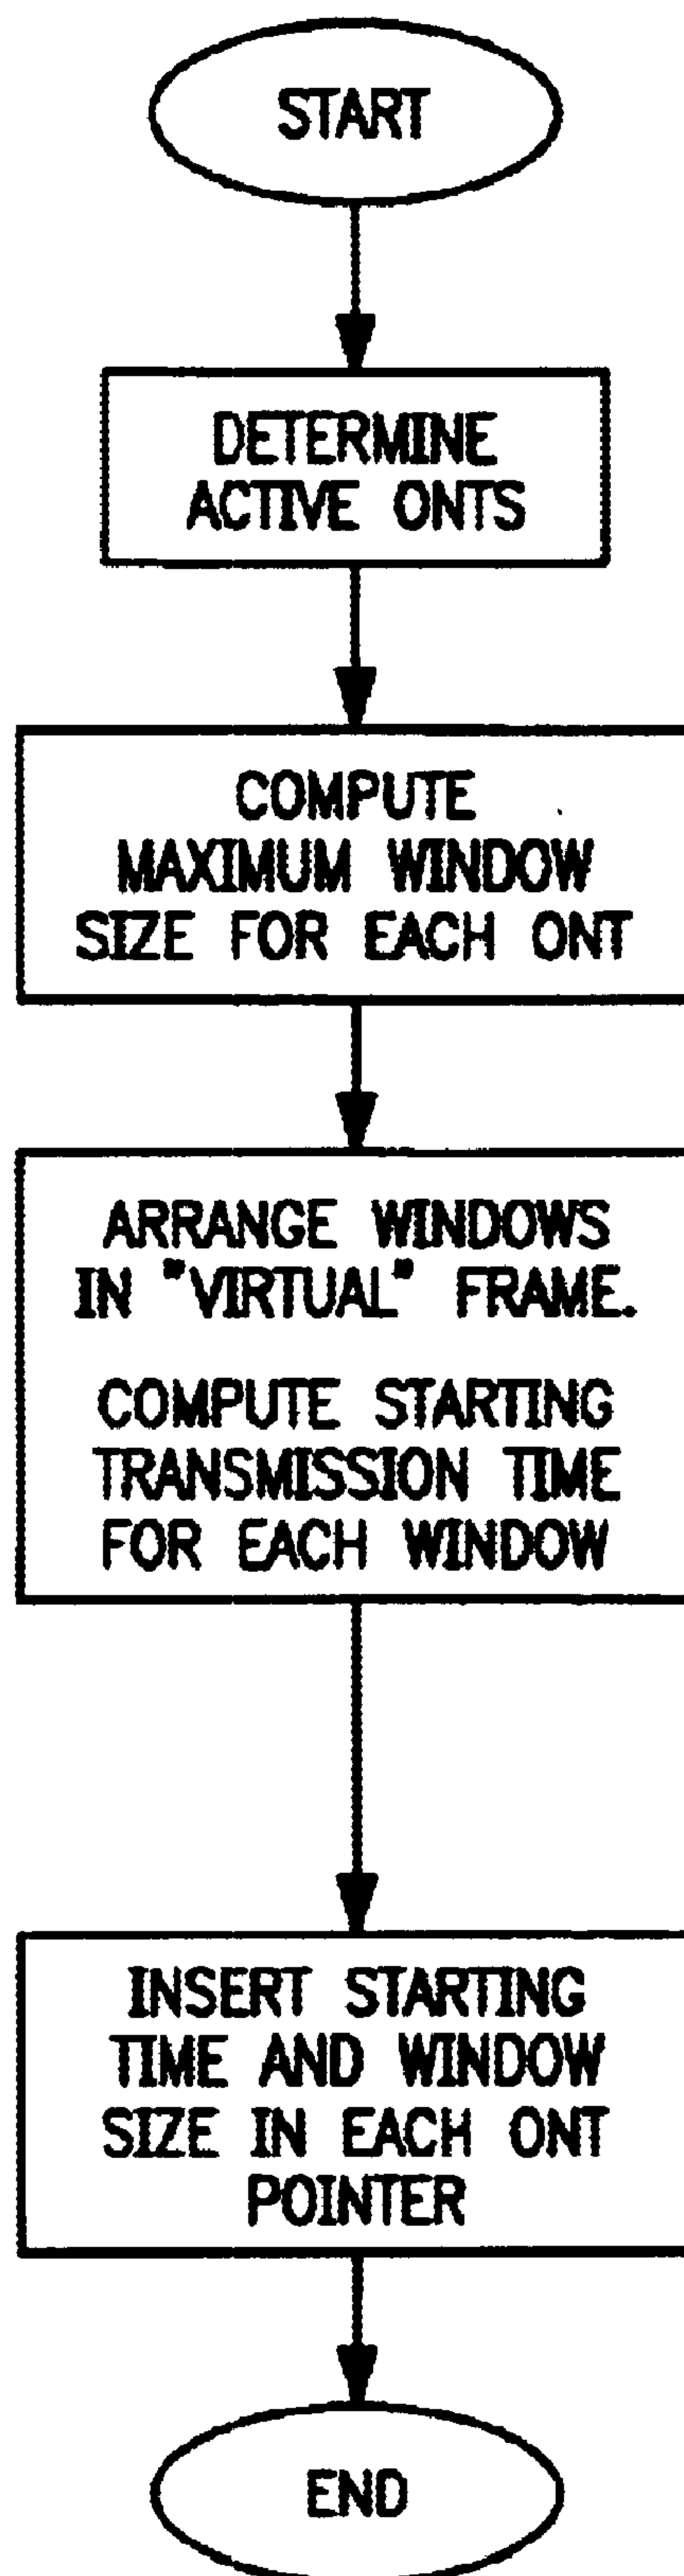 START
DETERMINE
ACTIVE ONTS
COMPUTE
MAXIMUM WINDOW
SIZE FOR EACH ONT
ARRANGE WINDOWS
IN "VIRTUAL" FRAME.
COMPUTE STARTING
TRANSMISSION TIME
FOR EACH WINDOW
INSERT STARTING
TIME AND WINDOW
SIZE IN EACH ONT
POINTER
END